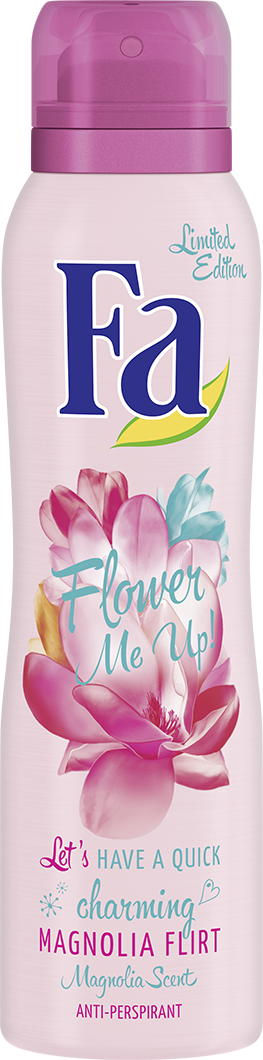 Limited
Edition
Fa
Flower
Me Up!
Let's HAVE A QUICK
charming
MAGNOLIA FLIRT
Magnolia Scent
ANTI-PERSPIRANT